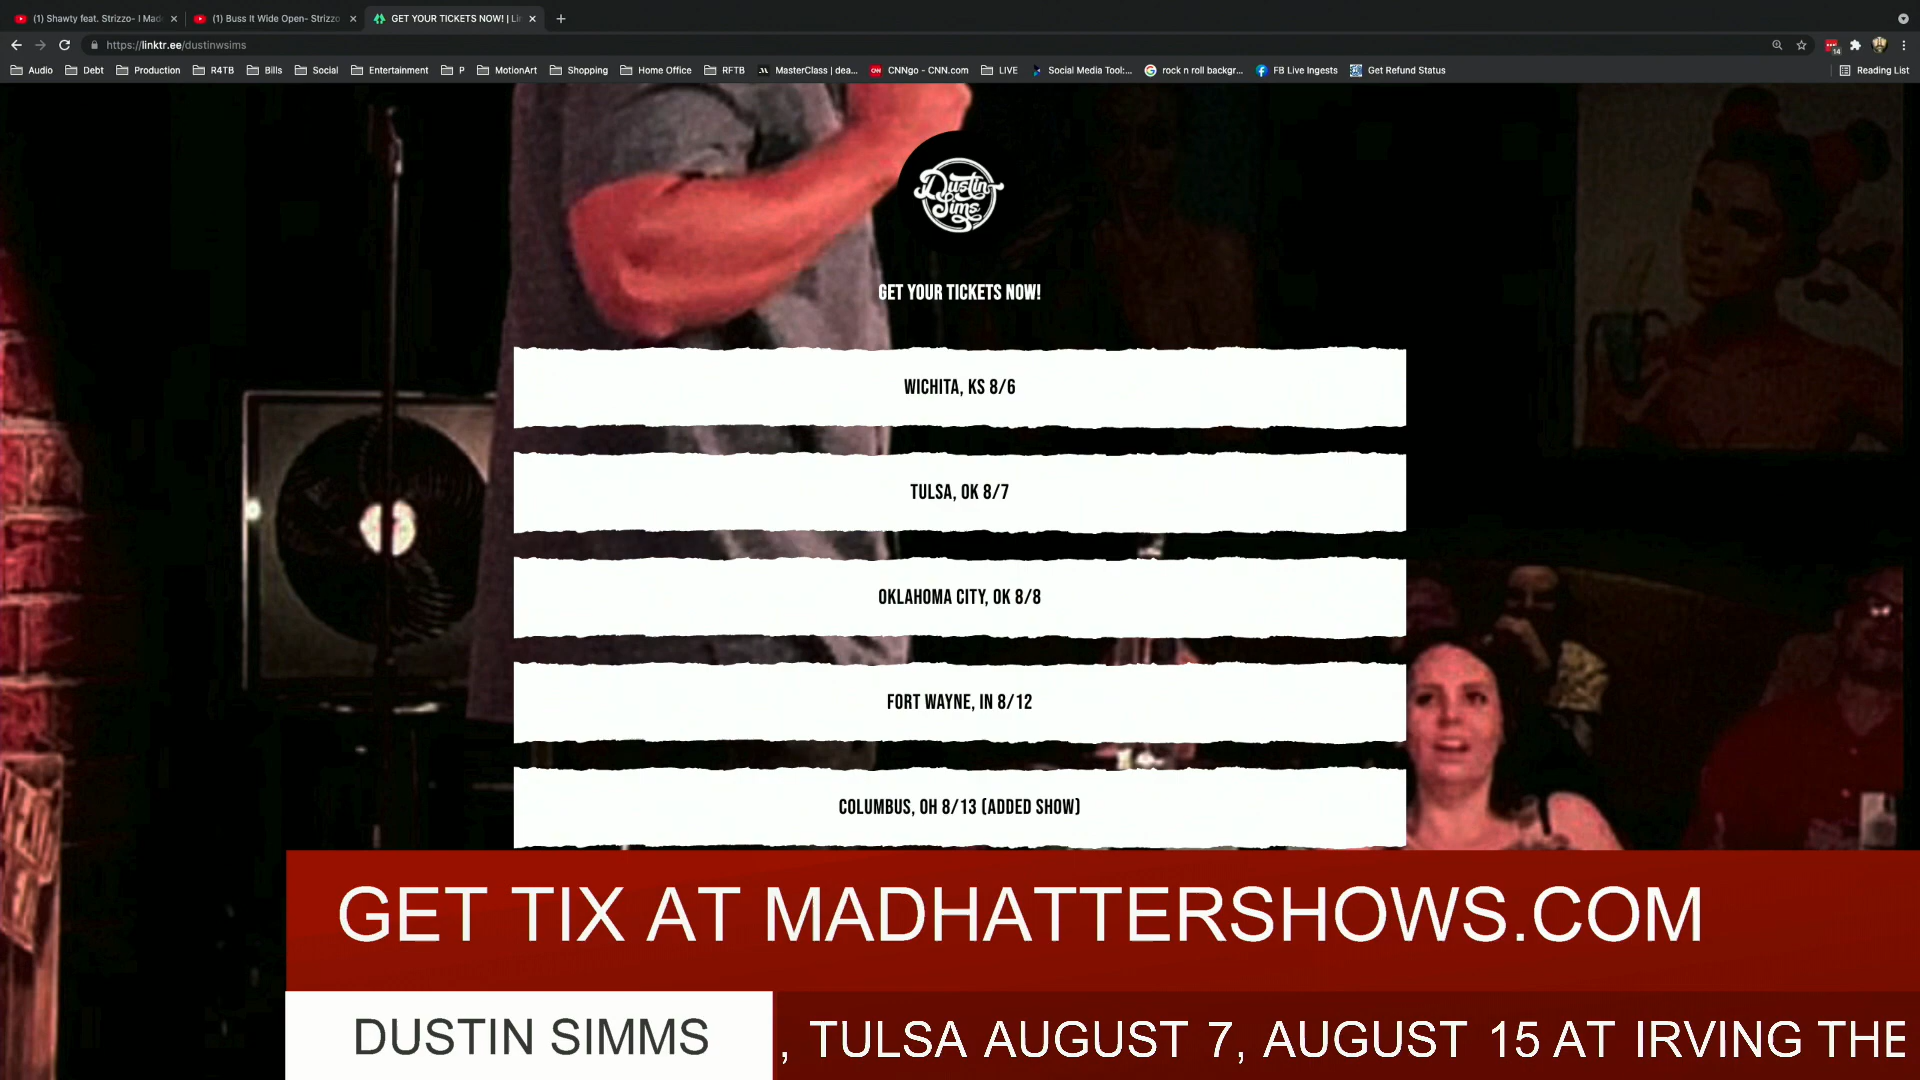 (1) Shawty feat. Strizzo- I Mad
(1) Buss It Wide Open- Strizzo
GET YOUR TICKETS NOW! | Li
https://linktr.ee/dustinwsims
14
Audio Debt Production R4TB Bills Social Entertainment P MotionArt Shopping Home Office RFTB MasterClass | dea... CNNgo - CNN.com LIVE Social Media Tool:... rock n roll backgr... FB Live Ingests Get Refund Status Reading List
Dustin
Sims
GET YOUR TICKETS NOW!
WICHITA, KS 8/6
TULSA, OK 8/7
OKLAHOMA CITY, OK 8/8
FORT WAYNE, IN 8/12
COLUMBUS, OH 8/13 (ADDED SHOW)
GET TIX AT MADHATTERSHOWS.COM
DUSTIN SIMMS
, TULSA AUGUST 7, AUGUST 15 AT IRVING THE